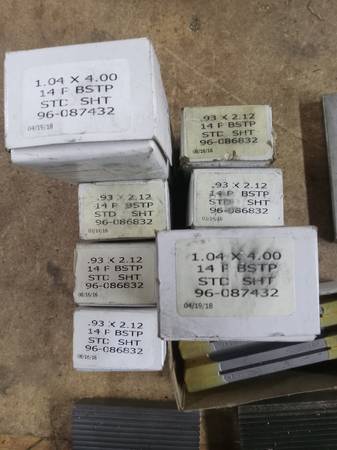 1.04 X 4.00
14 F BSTP
STD SHT
96-087432
04/19/18
.93 X 2.12
14 F BSTP
STD SHT
96-086832
.93 X 2.12
14 F BSTP
STD SHT
96-086832
.93 X 2.12
14 F BSTP
STD SHT
96-086832
.93 X 2.12
14 F BSTP
STD SHT
96-086832
1.04 X 4.00
14 F BSTP
STD SHT
96-087432
04/19/18
.93 X 2.12
14 F BSTP
STD SHT
96-086832